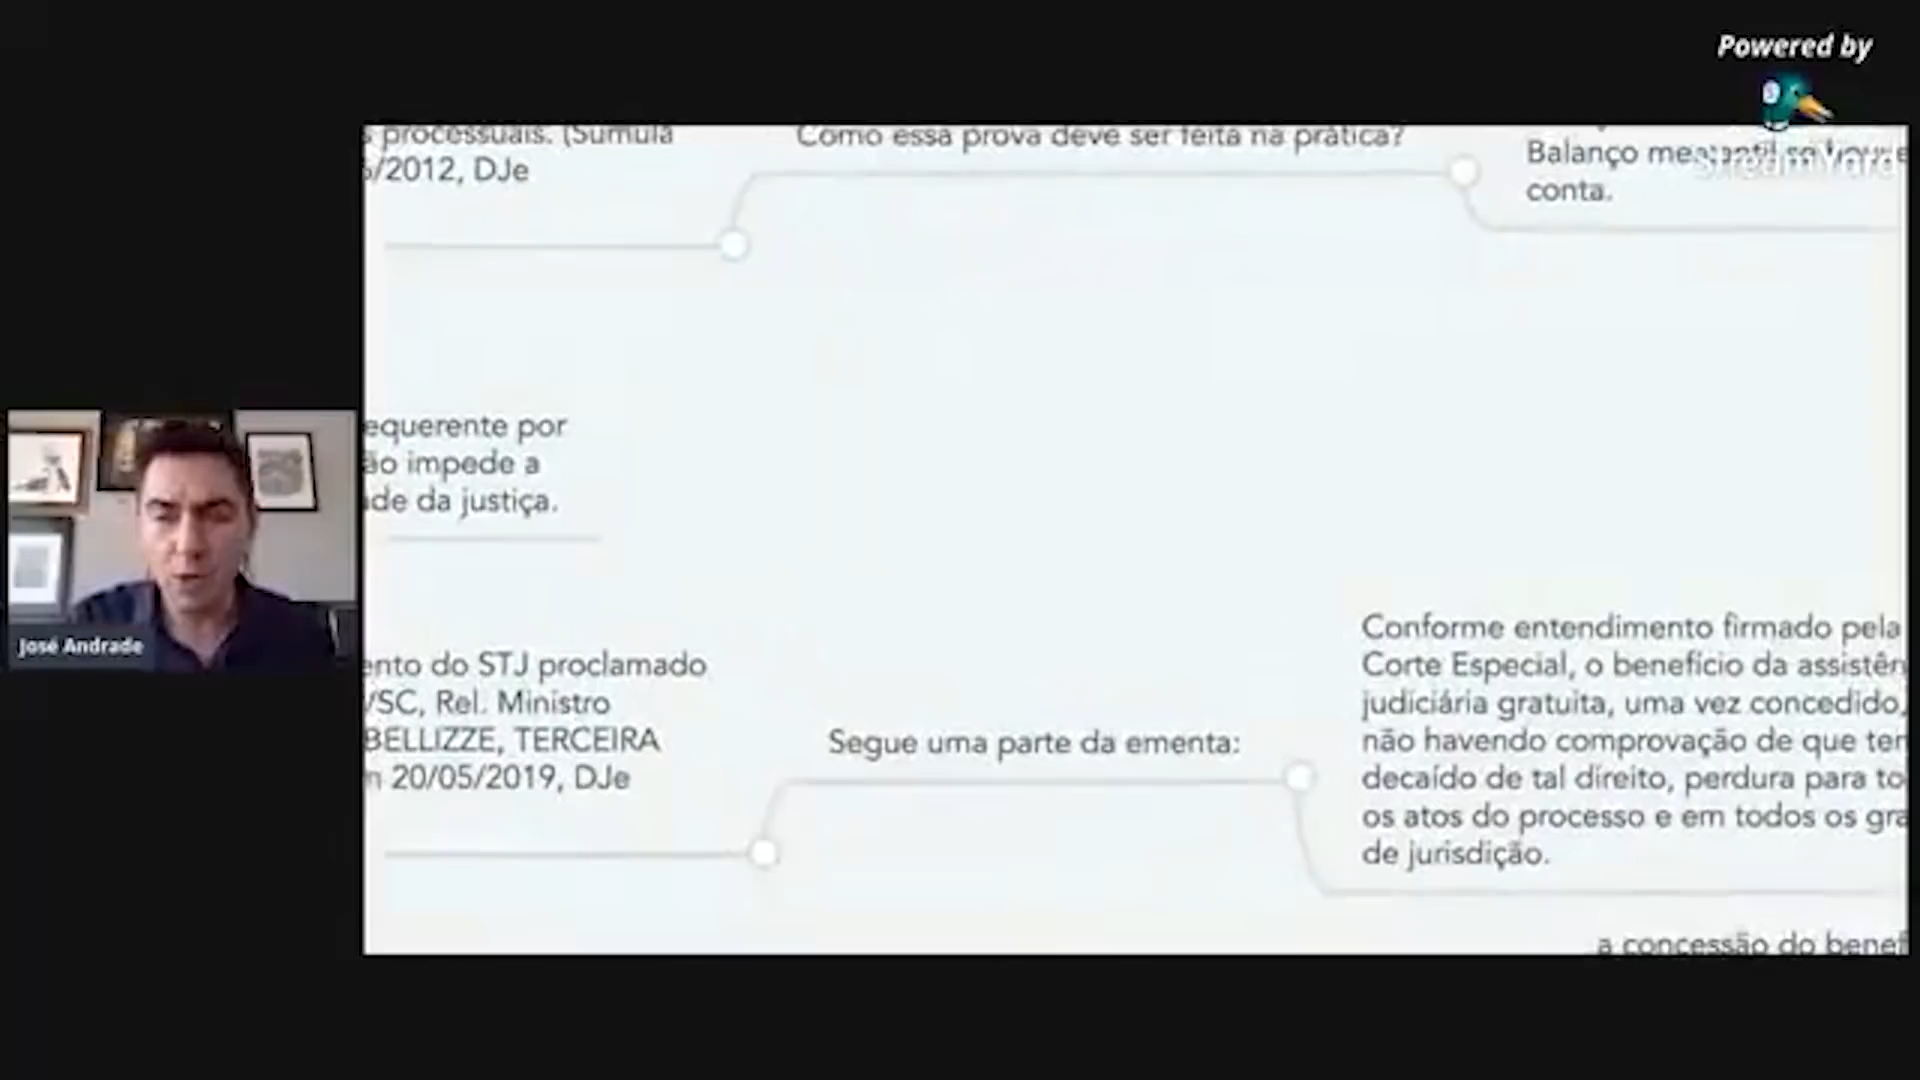 Powered by
StreamYard
s processuais. (Súmula
6/2012, DJe
Como essa prova deve ser feita na prática?
Balanço
conta.
equerente por
ão impede a
de da justiça.
José Andrade
ento do STJ proclamado
/SC, Rel. Ministro
BELLIZZE, TERCEIRA
20/05/2019, DJe
Segue uma parte da ementa:
Conforme entendimento firmado pela
Corte Especial, o benefício da assistên
judiciária gratuita, uma vez concedido,
não havendo comprovação de que ter
decaído de tal direito, perdura para to
os atos do processo e em todos os gra
de jurisdição.
a concessão do benef